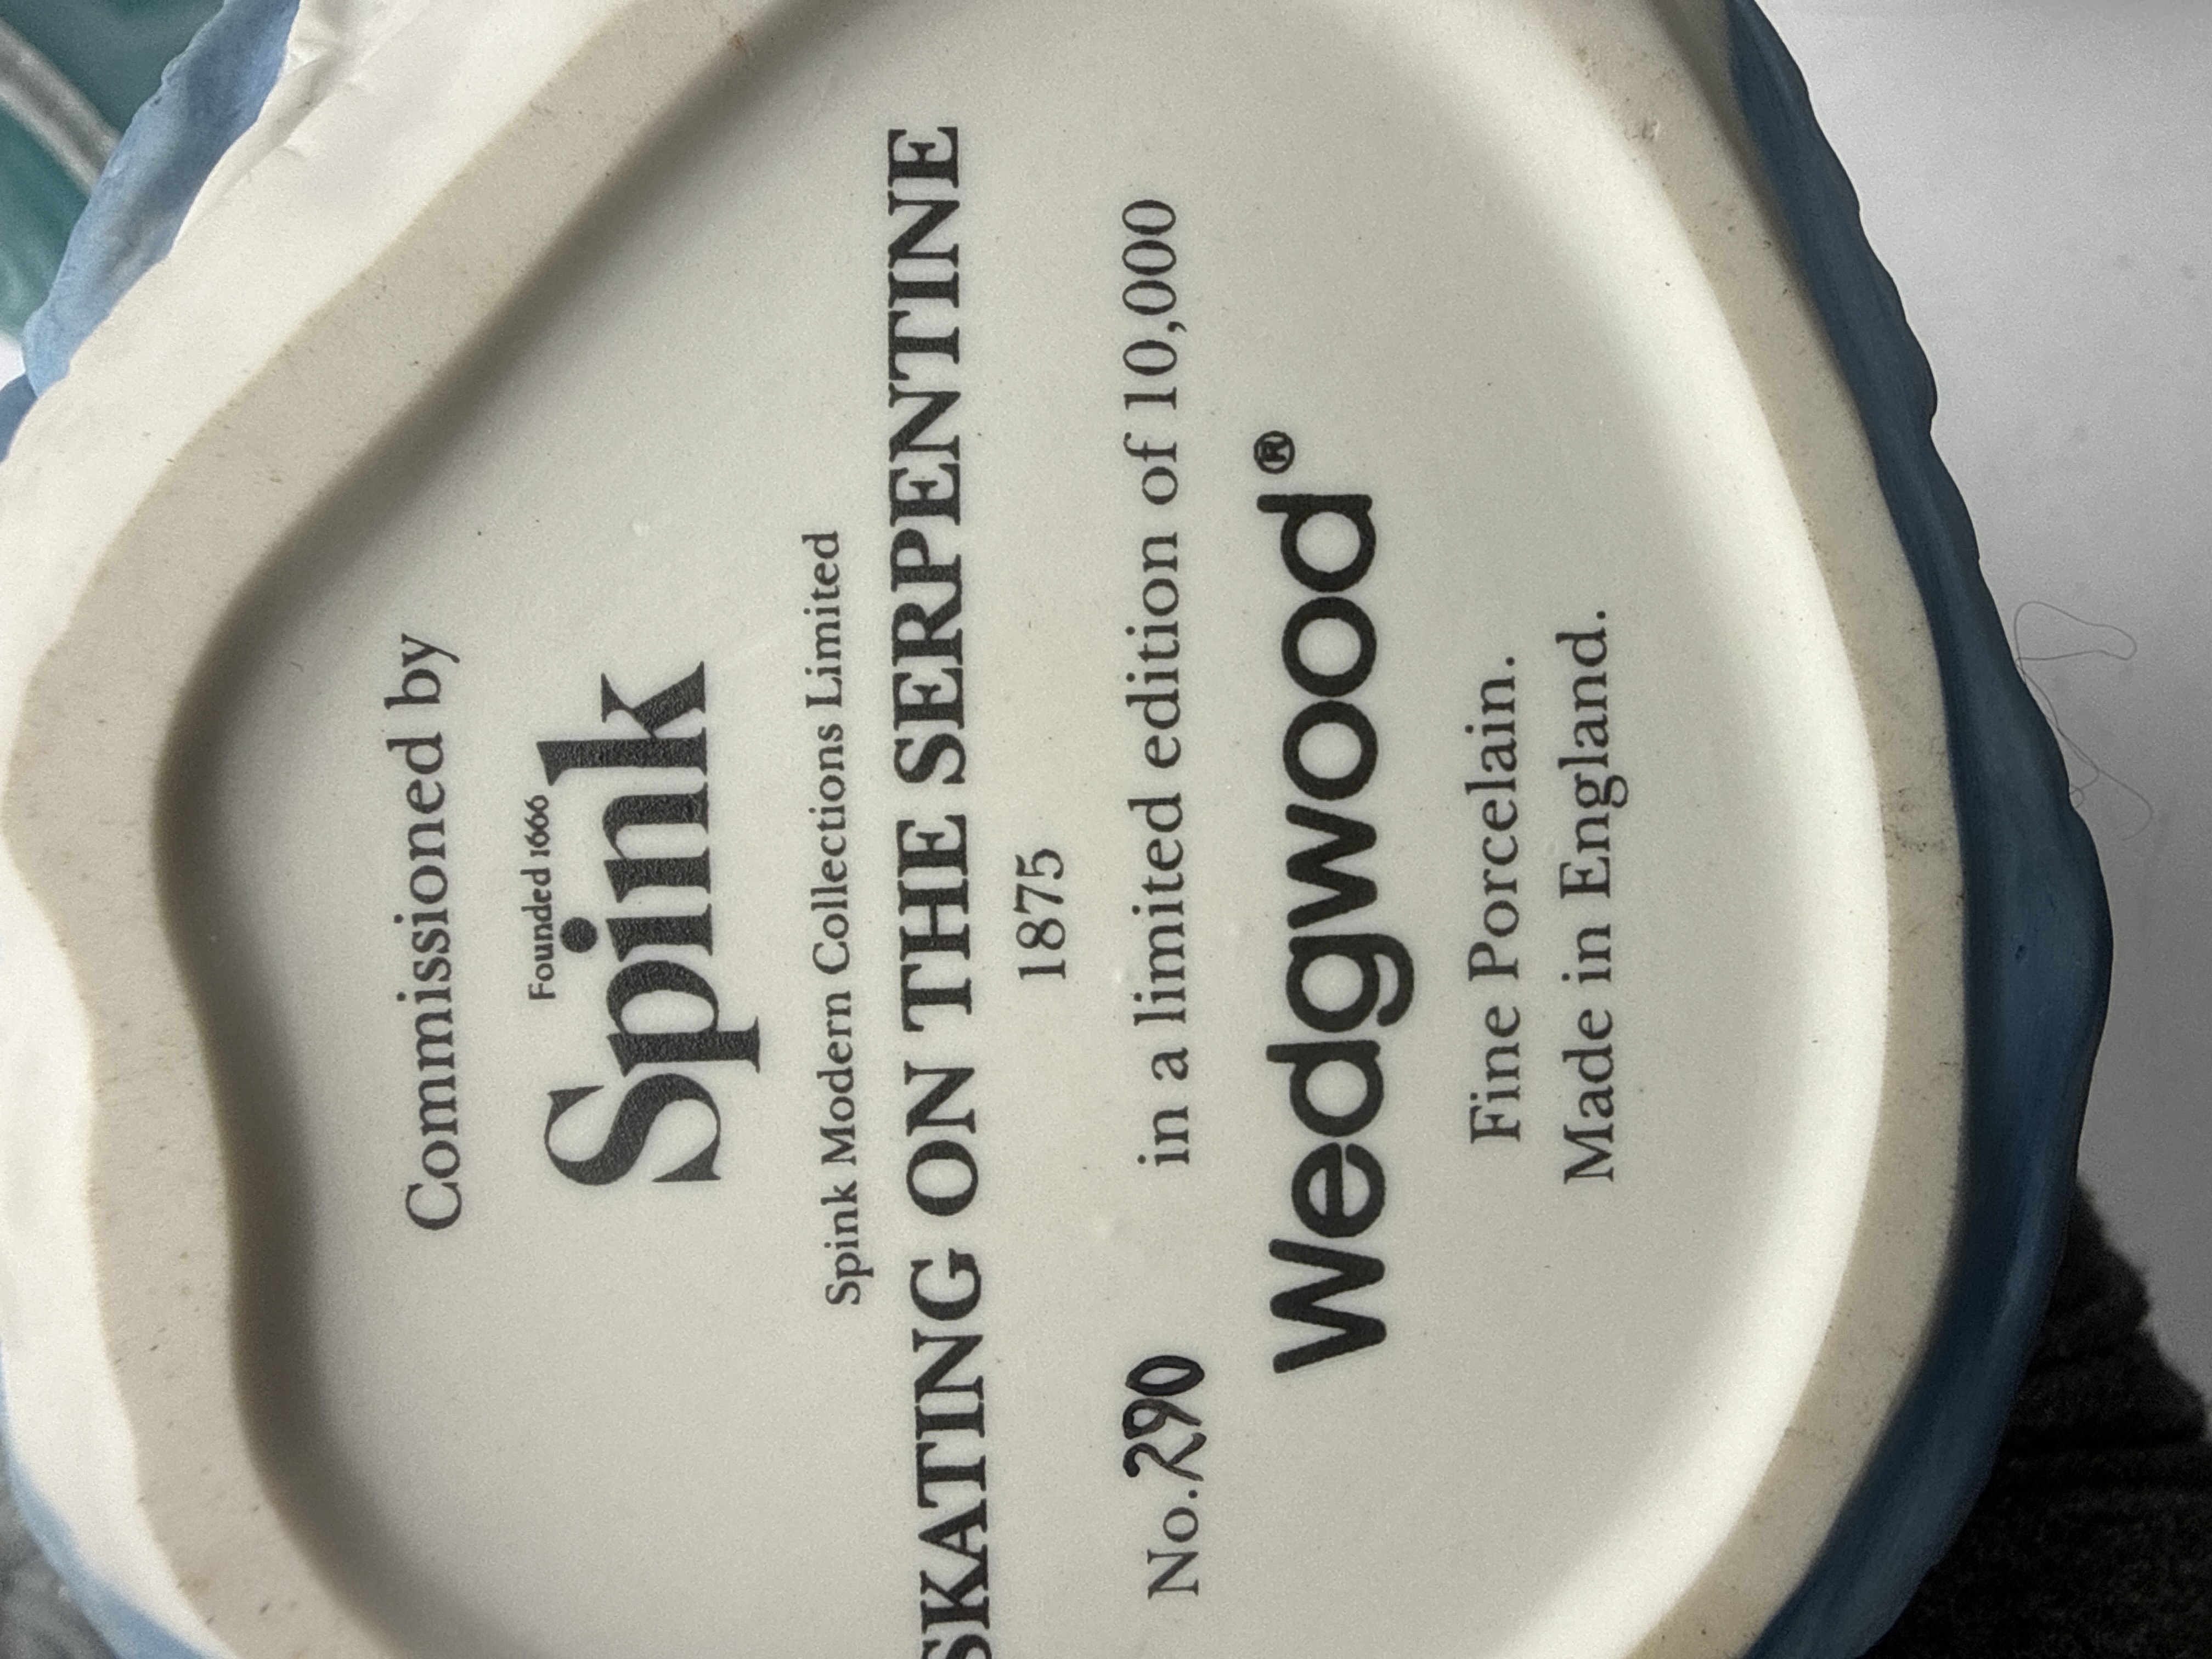 Commissioned by
Founded 1666
Spink
Spink Modern Collections Limited
SKATING ON THE SERPENTINE
1875
No. 290 in a limited edition of 10,000
Wedgwood®
Fine Porcelain.
Made in England.